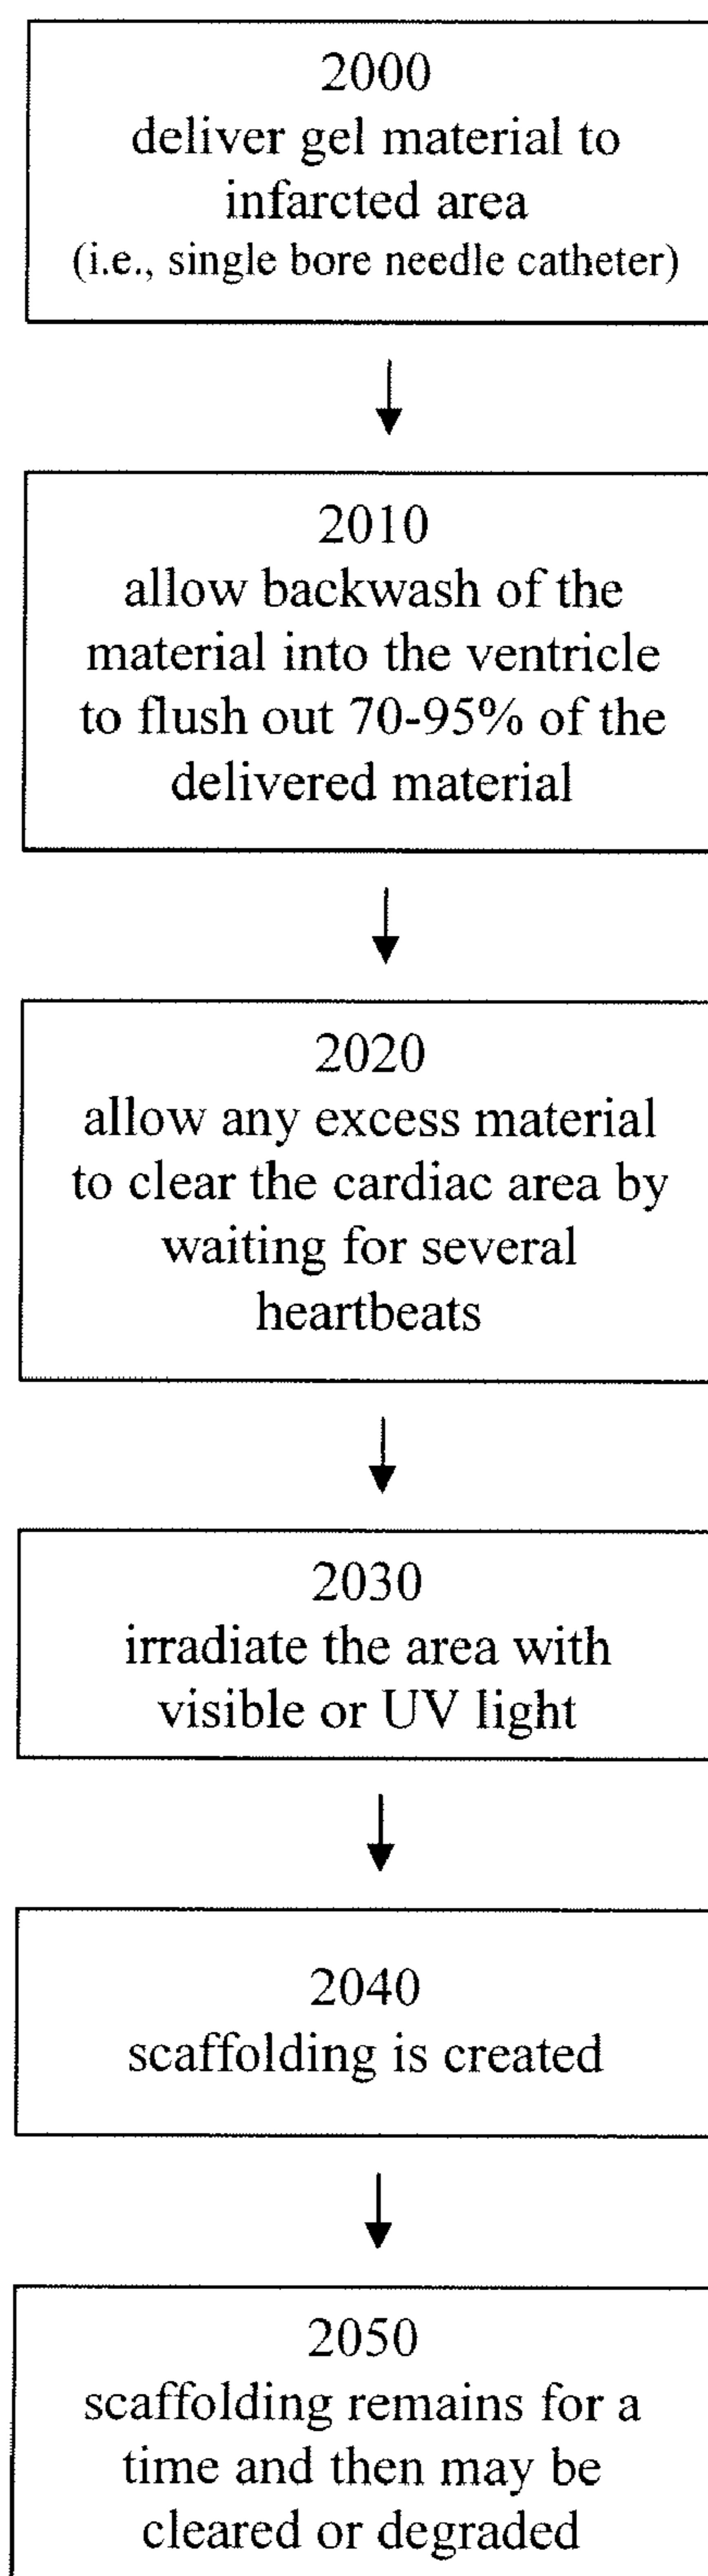 2000
deliver gel material to
infarcted area
(i.e., single bore needle catheter)
2010
allow backwash of the
material into the ventricle
to flush out 70-95% of the
delivered material
2020
allow any excess material
to clear the cardiac area by
waiting for several
heartbeats
2030
irradiate the area with
visible or UV light
2040
scaffolding is created
2050
scaffolding remains for a
time and then may be
cleared or degraded